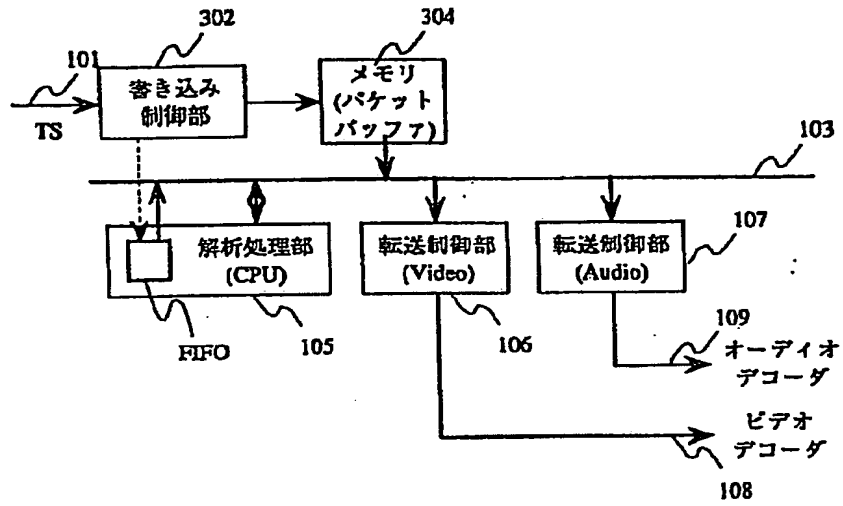 302
304
101
書き込み
制御部
メモリ
(パケット
バッファ)
TS
103
解析処理部
(CPU)
転送制御部
(Video)
転送制御部
(Audio)
107
FIFO
105
106
109
オーディオ
デコーダ
ビデオ
デコーダ
108